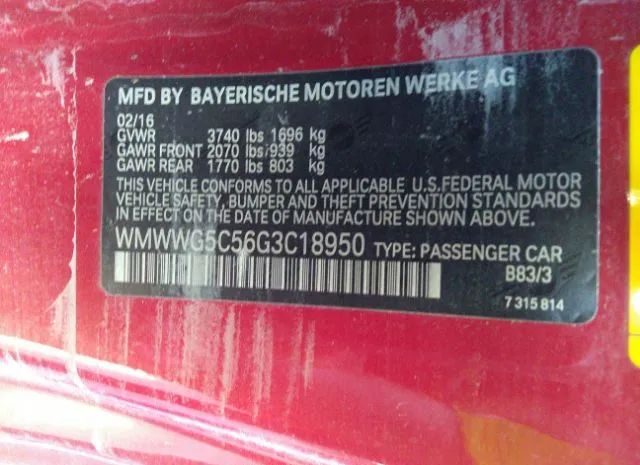 MFD BY BAYERISCHE MOTOREN WERKE AG
02/16
GVWR 3740 lbs 1696 kg
GAWR FRONT 2070 lbs/939 kg
GAWR REAR 1770 lbs 803 kg
THIS VEHICLE CONFORMS TO ALL APPLICABLE U.S.FEDERAL MOTOR
VEHICLE SAFETY, BUMPER AND THEFT PREVENTION STANDARDS
IN EFFECT ON THE DATE OF MANUFACTURE SHOWN ABOVE.
WMWWG5C56G3C18950 TYPE: PASSENGER CAR
B83/3
7 315 814